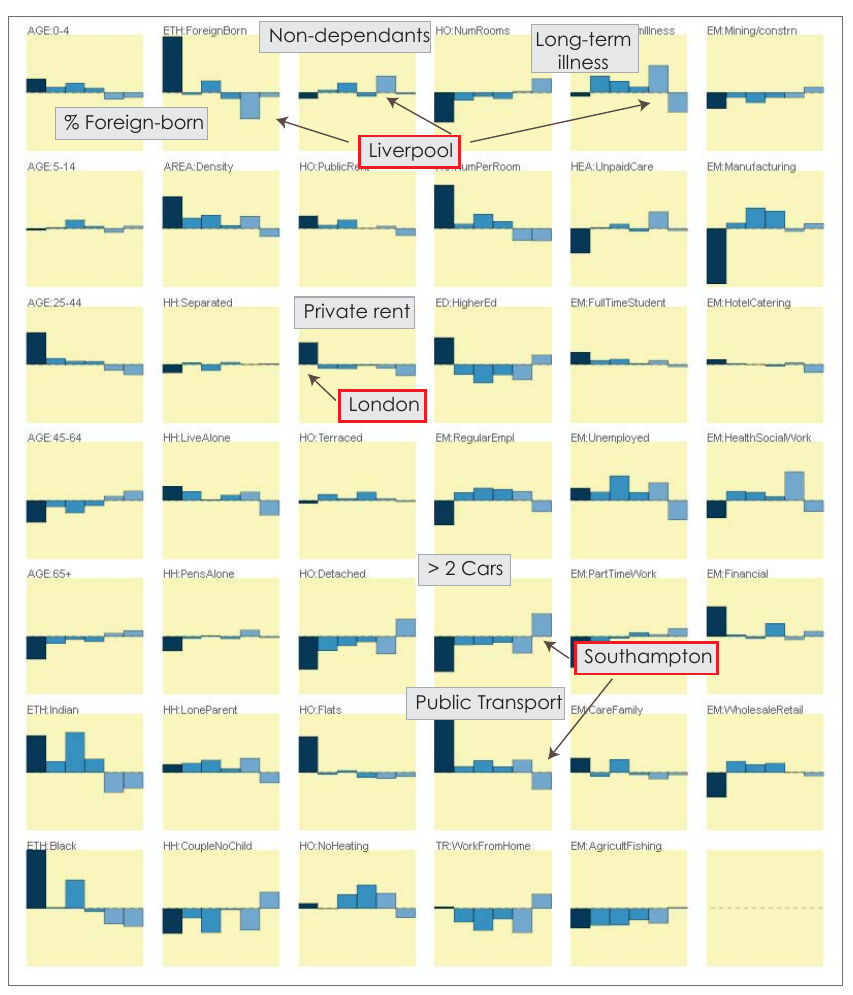 AGE:0-4
ETH:ForeignBorn
Non-dependants
HO:NumRooms
Long-term
illness
mIllness
EM:Mining/constrn
% Foreign-born
Liverpool
AGE:5-14
AREA:Density
HO:PublicRent
HO:NumPerRoom
HEA:UnpaidCare
EM:Manufacturing
AGE:25-44
HH:Separated
Private rent
ED:HigherEd
EM:FullTimeStudent
EM:HotelCatering
London
AGE:45-64
HH:LiveAlone
HO:Terraced
EM:RegularEmpl
EM:Unemployed
EM:HealthSocialWork
> 2 Cars
AGE:65+
HH:PensAlone
HO:Detached
EM:PartTimeWork
EM:Financial
Southampton
Public Transport
ETH:Indian
HH:LoneParent
HO:Flats
EM:CareFamily
EM:WholesaleRetail
ETH:Black
HH:CoupleNoChild
HO:NoHeating
TR:WorkFromHome
EM:AgricultFishing